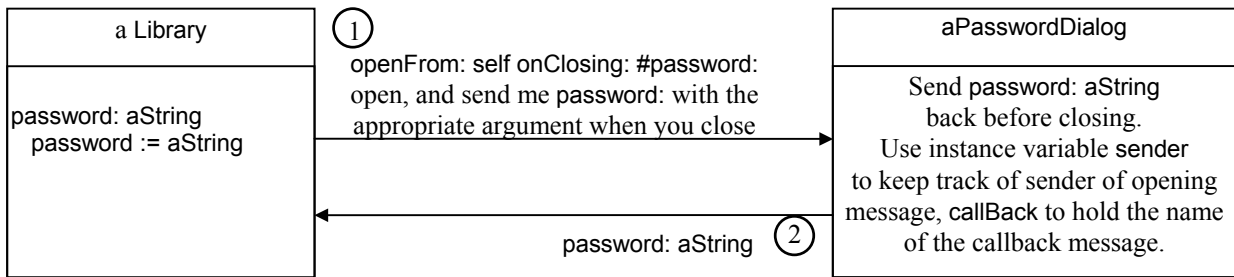 a Library
password: aString
password := aString
1
openFrom: self onClosing: #password:
open, and send me password: with the
appropriate argument when you close
password: aString
2
aPasswordDialog
Send password: aString
back before closing.
Use instance variable sender
to keep track of sender of opening
message, callBack to hold the name
of the callback message.